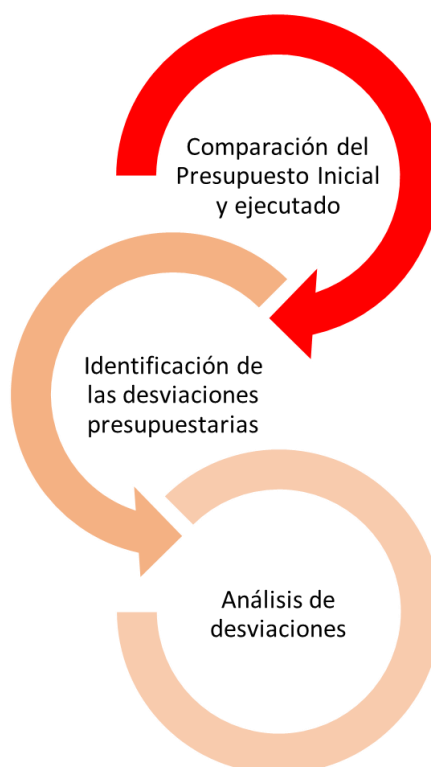 Comparación del
Presupuesto Inicial
y ejecutado
Identificación de
las desviaciones
presupuestarias
Análisis de
desviaciones